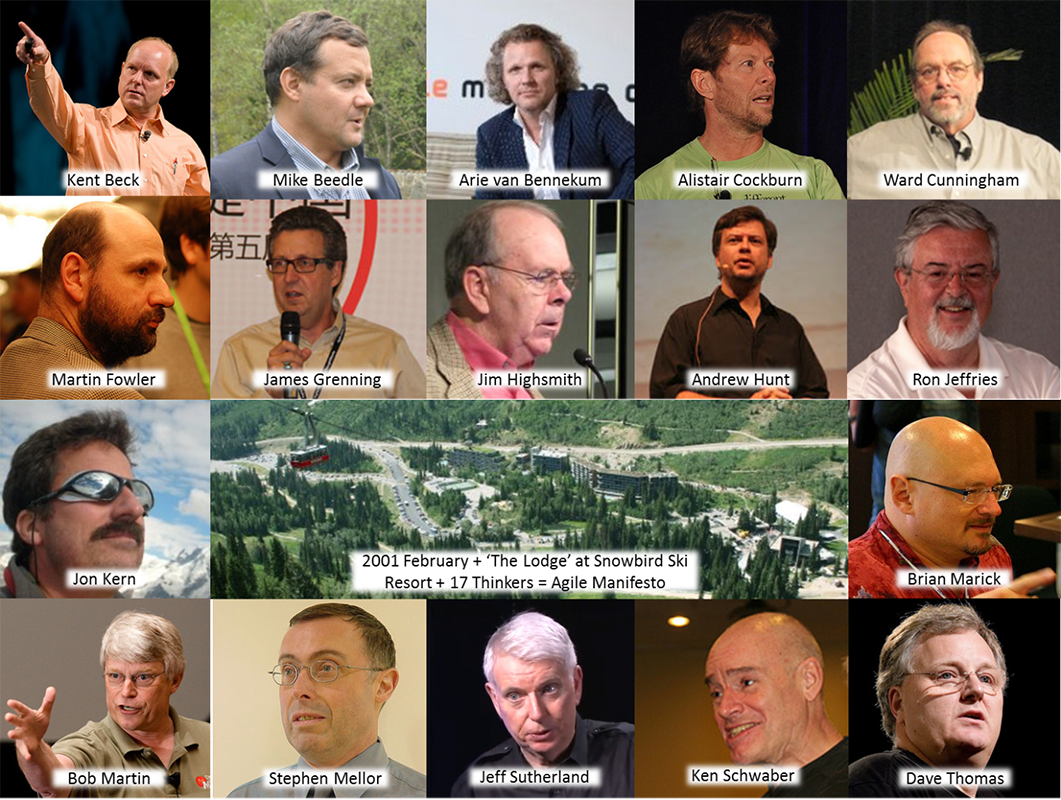 Kent Beck
Mike Beedle
Arie van Bennekum
Alistair Cockburn
Ward Cunningham
Martin Fowler
第五
James Grenning
Jim Highsmith
Andrew Hunt
Ron Jeffries
Jon Kern
2001 February + ‘The Lodge’ at Snowbird Ski
Resort + 17 Thinkers = Agile Manifesto
Brian Marick
Bob Martin
Stephen Mellor
Jeff Sutherland
Ken Schwaber
Dave Thomas